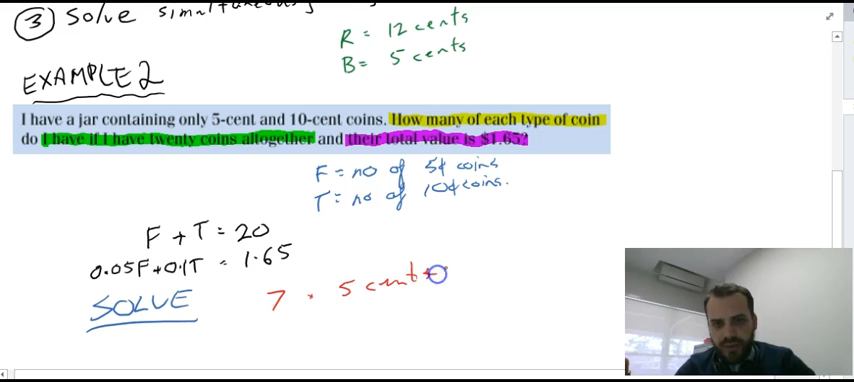 ③ Solve simultaneously
R = 12 cents
B = 5 cents
EXAMPLE 2
I have a jar containing only 5-cent and 10-cent coins. How many of each type of coin
do I have if I have twenty coins altogether and their total value is $1.65?
F = no of 5¢ coins
T = no of 10¢ coins.
F + T = 20
0.05F + 0.1T = 1.65
SOLVE
7 · 5 cent